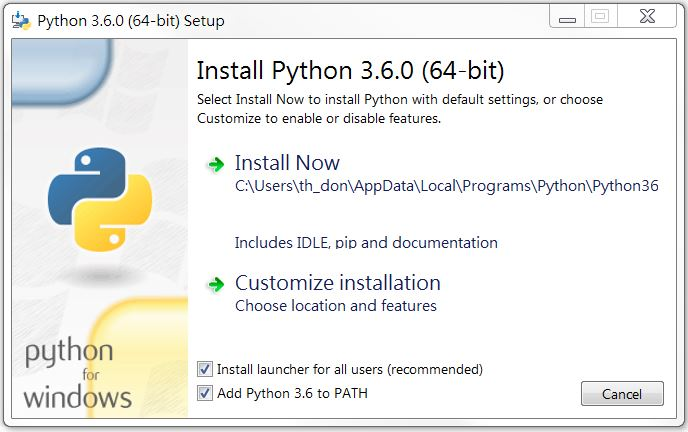 Python 3.6.0 (64-bit) Setup
Install Python 3.6.0 (64-bit)
Select Install Now to install Python with default settings, or choose
Customize to enable or disable features.
Install Now
C:\Users\th_don\AppData\Local\Programs\Python\Python36
Includes IDLE, pip and documentation
Customize installation
Choose location and features
python
for
windows
Install launcher for all users (recommended)
Add Python 3.6 to PATH
Cancel